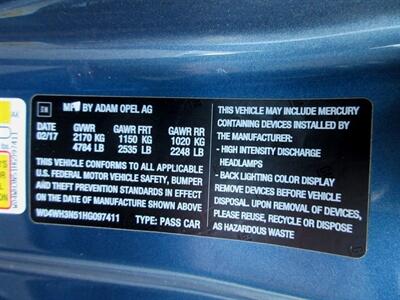 GM MFD BY ADAM OPEL AG
DATE GVWR GAWR FRT GAWR RR
02/17 2170 KG 1150 KG 1020 KG
4784 LB 2535 LB 2248 LB
THIS VEHICLE CONFORMS TO ALL APPLICABLE
U.S. FEDERAL MOTOR VEHICLE SAFETY, BUMPER
AND THEFT PREVENTION STANDARDS IN EFFECT
ON THE DATE OF MANUFACTURE SHOWN ABOVE
W04WH3N51HG097411 TYPE: PASS CAR
THIS VEHICLE MAY INCLUDE MERCURY
CONTAINING DEVICES INSTALLED BY
THE MANUFACTURER:
- HIGH INTENSITY DISCHARGE
HEADLAMPS
- BACK LIGHTING COLOR DISPLAY
REMOVE DEVICES BEFORE VEHICLE
DISPOSAL. UPON REMOVAL OF DEVICES,
PLEASE REUSE, RECYCLE OR DISPOSE
AS HAZARDOUS WASTE
W04WH3N51HG097411